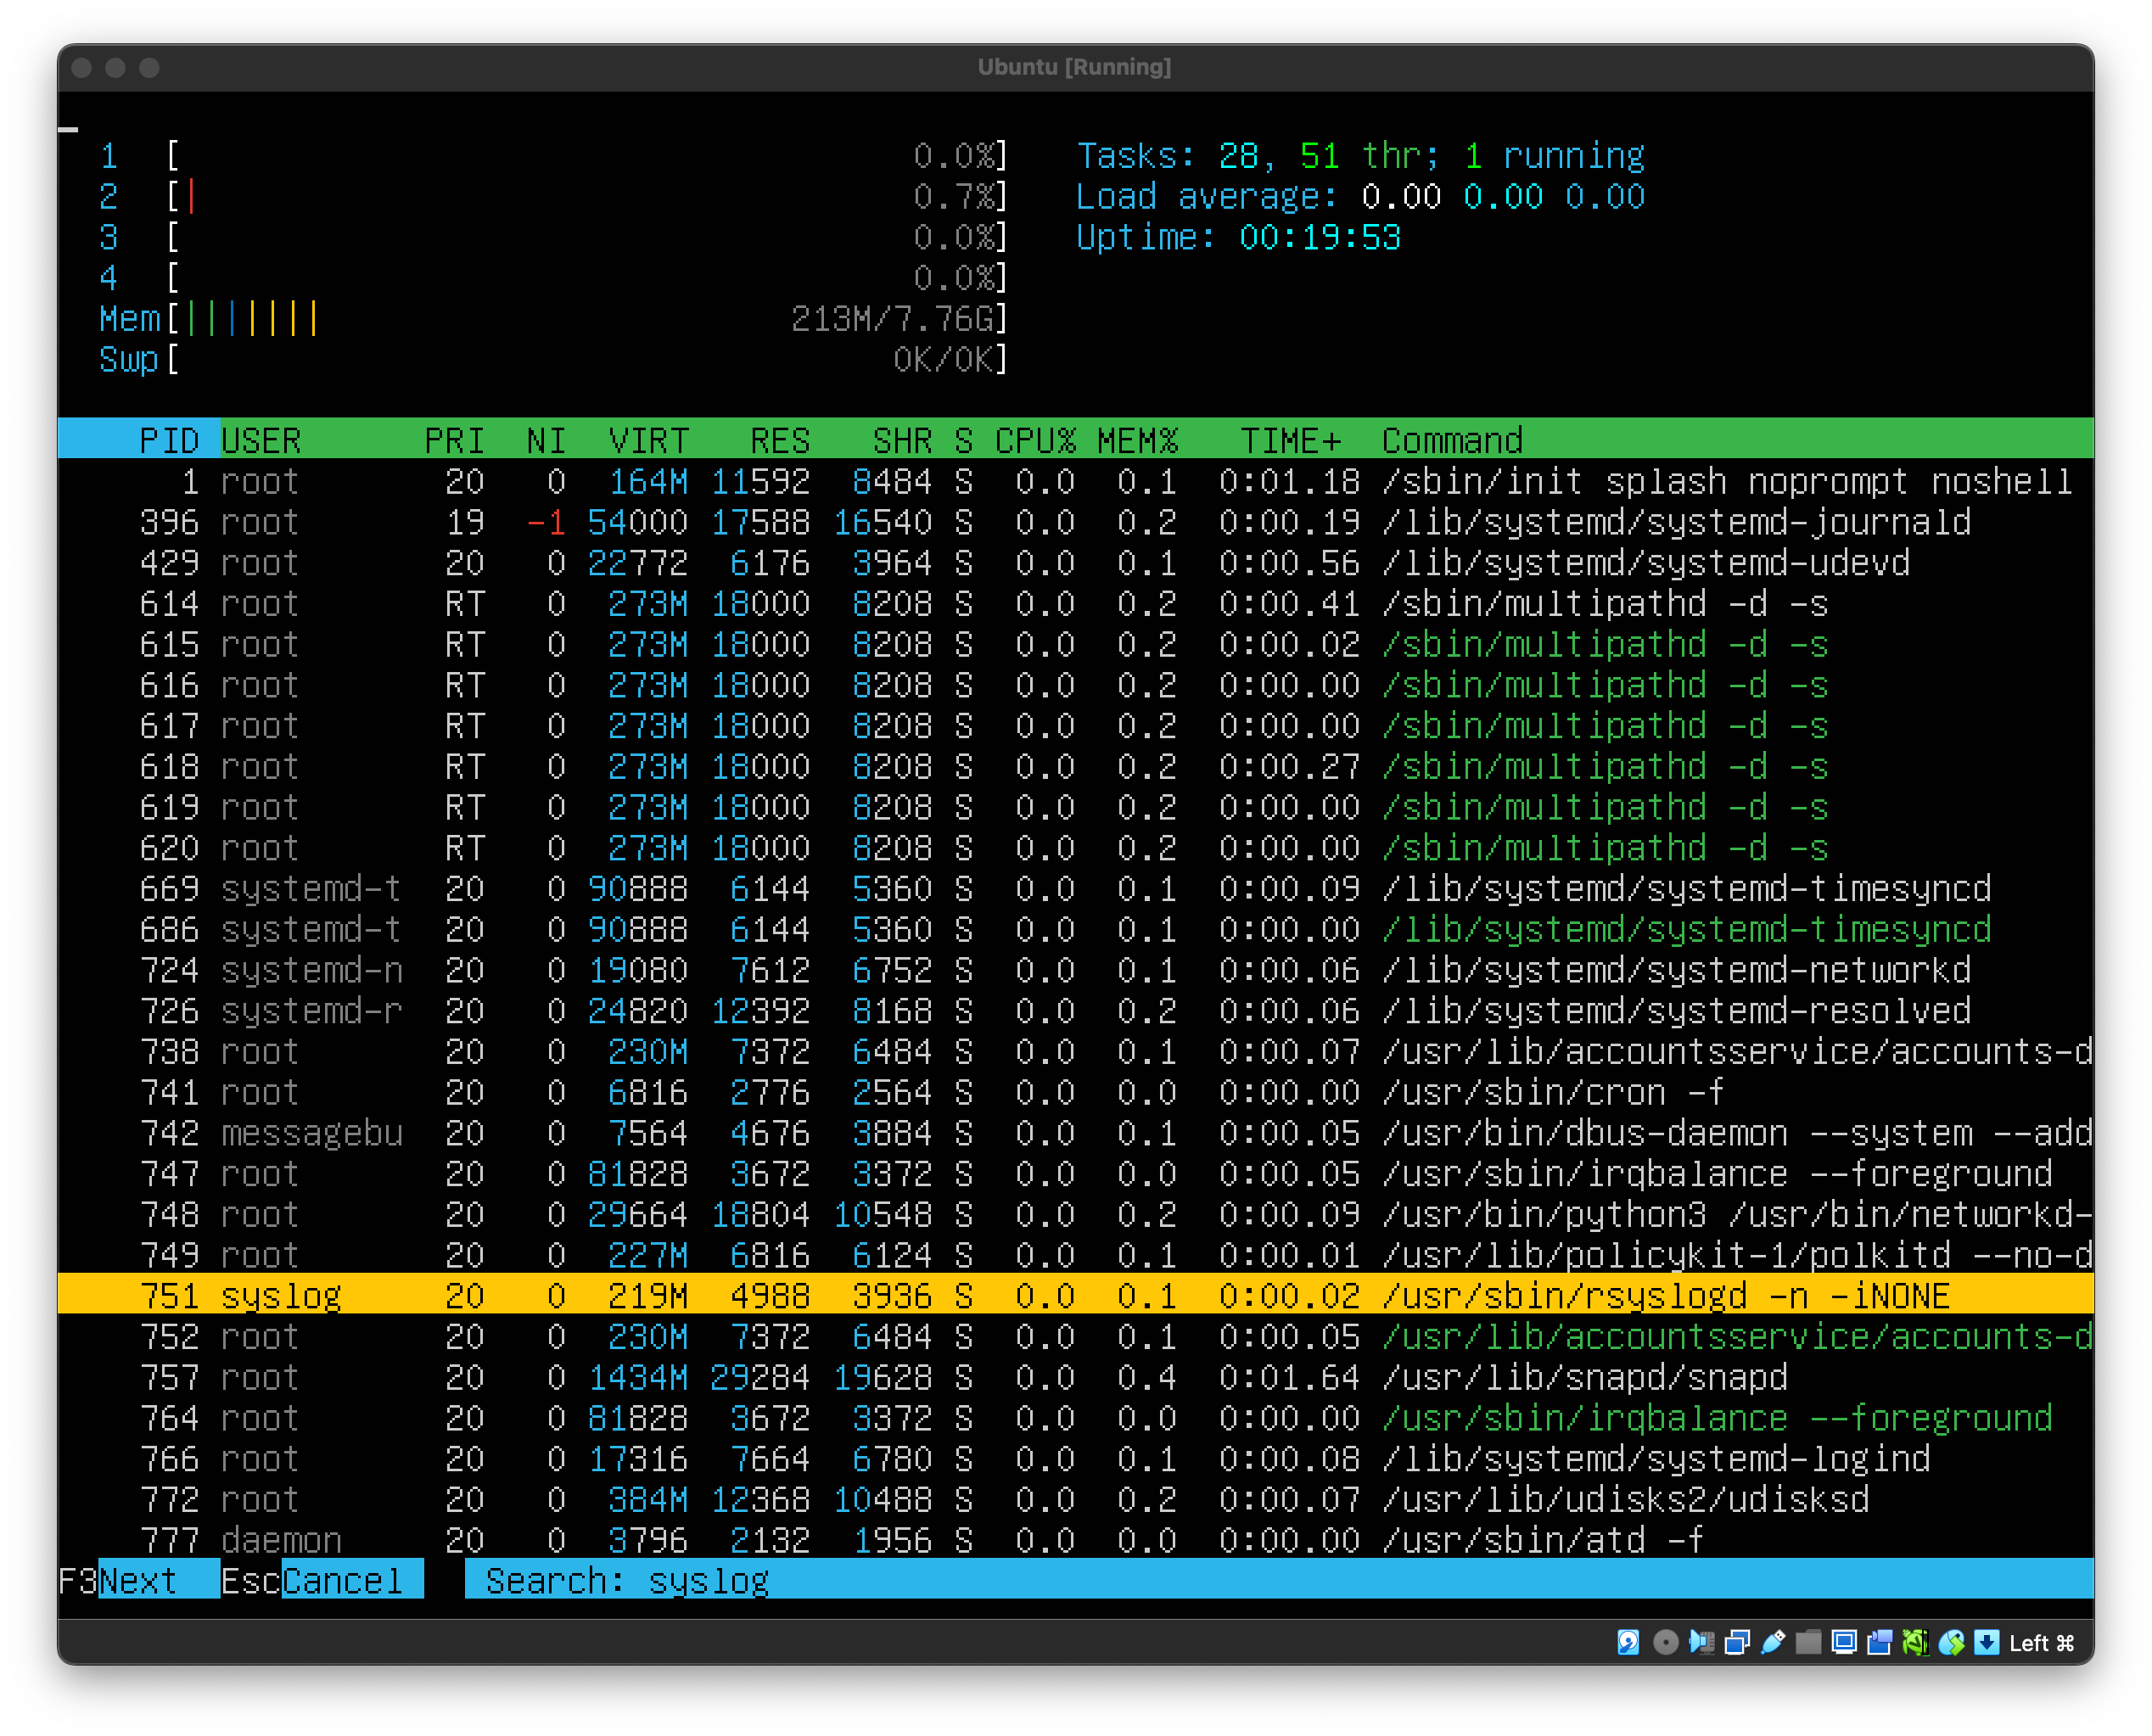 Ubuntu [Running]
1 [ 0.0%] Tasks: 28, 51 thr; 1 running
2 [| 0.7%] Load average: 0.00 0.00 0.00
3 [ 0.0%] Uptime: 00:19:53
4 [ 0.0%]
Mem[||||||| 213M/7.76G]
Swp[ 0K/0K]
PID USER PRI NI VIRT RES SHR S CPU% MEM% TIME+ Command
1 root 20 0 164M 11592 8484 S 0.0 0.1 0:01.18 /sbin/init splash noprompt noshell
396 root 19 -1 54000 17588 16540 S 0.0 0.2 0:00.19 /lib/systemd/systemd-journald
429 root 20 0 22772 6176 3964 S 0.0 0.1 0:00.56 /lib/systemd/systemd-udevd
614 root RT 0 273M 18000 8208 S 0.0 0.2 0:00.41 /sbin/multipathd -d -s
615 root RT 0 273M 18000 8208 S 0.0 0.2 0:00.02 /sbin/multipathd -d -s
616 root RT 0 273M 18000 8208 S 0.0 0.2 0:00.00 /sbin/multipathd -d -s
617 root RT 0 273M 18000 8208 S 0.0 0.2 0:00.00 /sbin/multipathd -d -s
618 root RT 0 273M 18000 8208 S 0.0 0.2 0:00.27 /sbin/multipathd -d -s
619 root RT 0 273M 18000 8208 S 0.0 0.2 0:00.00 /sbin/multipathd -d -s
620 root RT 0 273M 18000 8208 S 0.0 0.2 0:00.00 /sbin/multipathd -d -s
669 systemd-t 20 0 90888 6144 5360 S 0.0 0.1 0:00.09 /lib/systemd/systemd-timesyncd
686 systemd-t 20 0 90888 6144 5360 S 0.0 0.1 0:00.00 /lib/systemd/systemd-timesyncd
724 systemd-n 20 0 19080 7612 6752 S 0.0 0.1 0:00.06 /lib/systemd/systemd-networkd
726 systemd-r 20 0 24820 12392 8168 S 0.0 0.2 0:00.06 /lib/systemd/systemd-resolved
738 root 20 0 230M 7372 6484 S 0.0 0.1 0:00.07 /usr/lib/accountsservice/accounts-d
741 root 20 0 6816 2776 2564 S 0.0 0.0 0:00.00 /usr/sbin/cron -f
742 messagebu 20 0 7564 4676 3884 S 0.0 0.1 0:00.05 /usr/bin/dbus-daemon --system --add
747 root 20 0 81828 3672 3372 S 0.0 0.0 0:00.05 /usr/sbin/irqbalance --foreground
748 root 20 0 29664 18804 10548 S 0.0 0.2 0:00.09 /usr/bin/python3 /usr/bin/networkd-
749 root 20 0 227M 6816 6124 S 0.0 0.1 0:00.01 /usr/lib/policykit-1/polkitd --no-d
751 syslog 20 0 219M 4988 3936 S 0.0 0.1 0:00.02 /usr/sbin/rsyslogd -n -iNONE
752 root 20 0 230M 7372 6484 S 0.0 0.1 0:00.05 /usr/lib/accountsservice/accounts-d
757 root 20 0 1434M 29284 19628 S 0.0 0.4 0:01.64 /usr/lib/snapd/snapd
764 root 20 0 81828 3672 3372 S 0.0 0.0 0:00.00 /usr/sbin/irqbalance --foreground
766 root 20 0 17316 7664 6780 S 0.0 0.1 0:00.08 /lib/systemd/systemd-logind
772 root 20 0 384M 12368 10488 S 0.0 0.2 0:00.07 /usr/lib/udisks2/udisksd
777 daemon 20 0 3796 2132 1956 S 0.0 0.0 0:00.00 /usr/sbin/atd -f
F3Next EscCancel Search: syslog
Left ⌘